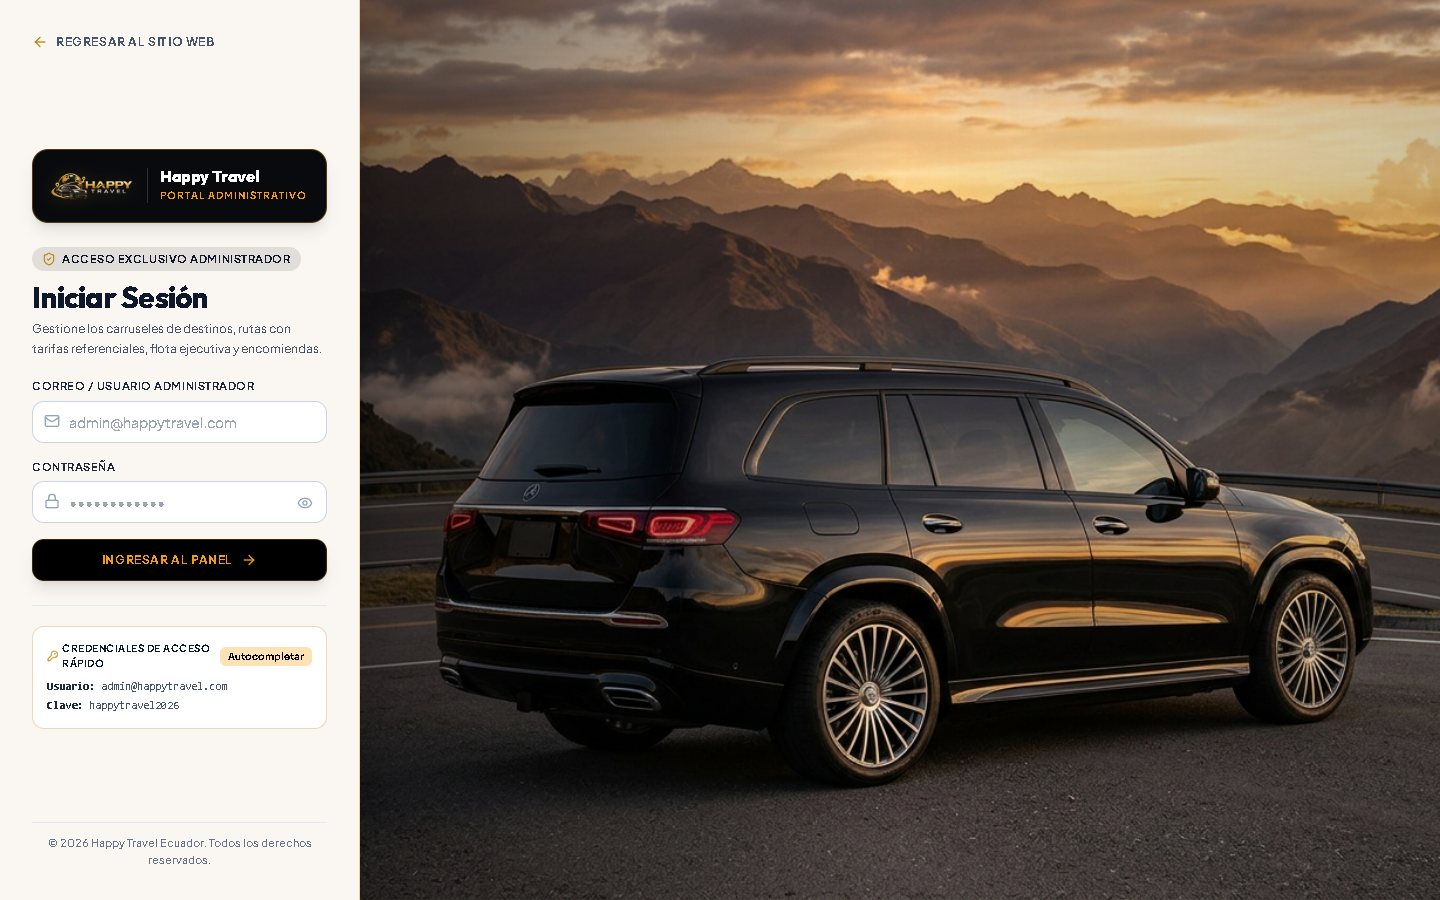 REGRESAR AL SITIO WEB
HAPPY
TRAVEL
Happy Travel
PORTAL ADMINISTRATIVO
ACCESO EXCLUSIVO ADMINISTRADOR
Iniciar Sesión
Gestione los carruseles de destinos, rutas con
tarifas referenciales, flota ejecutiva y encomiendas.
CORREO / USUARIO ADMINISTRADOR
admin@happytravel.com
CONTRASEÑA
••••••••••••
INGRESAR AL PANEL
CREDENCIALES DE ACCESO
RÁPIDO
Autocompletar
Usuario: admin@happytravel.com
Clave: happytravel2026
© 2026 Happy Travel Ecuador. Todos los derechos
reservados.